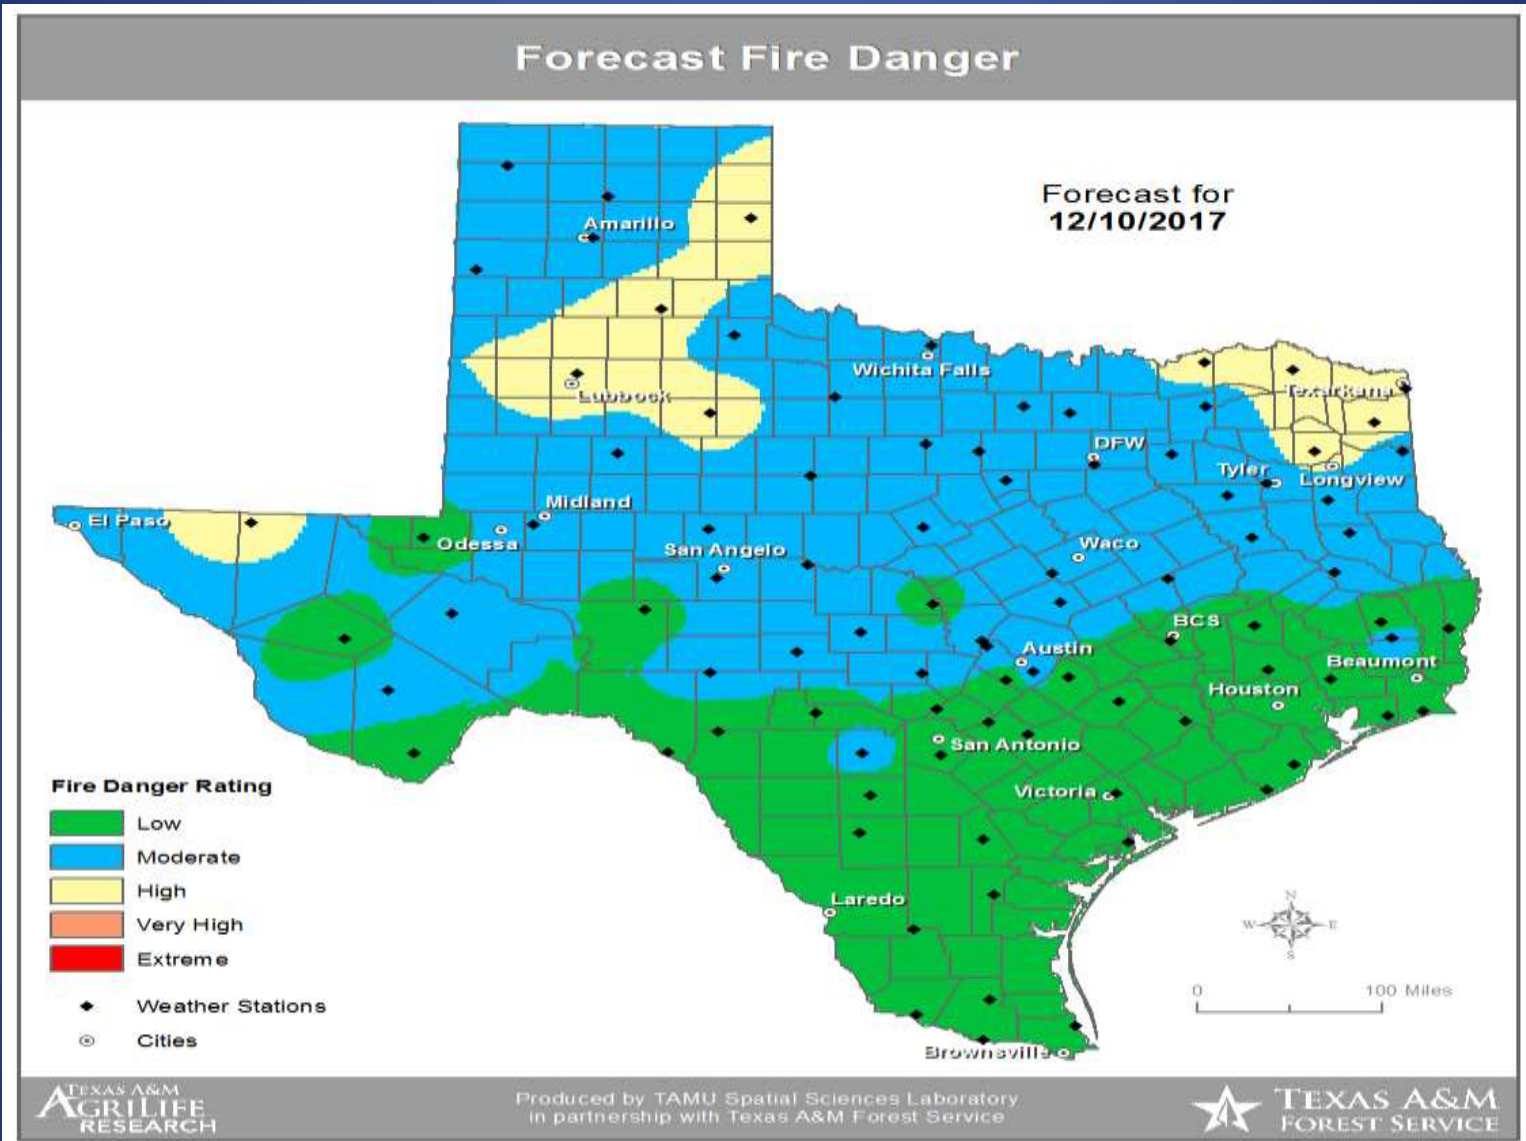 Forecast Fire Danger
Forecast for
12/10/2017
Amarillo
Wichita Falls
Lubbock
Texarkana
DFW
Tyler
Longview
Midland
El Paso
Odessa
San Angelo
Waco
BCS
Austin
Beaumont
Houston
San Antonio
Victoria
Laredo
Brownsville
Fire Danger Rating
Low
Moderate
High
Very High
Extreme
Weather Stations
Cities
N
W
E
S
0 100 Miles
TEXAS A&M
AGRILIFE
RESEARCH
Produced by TAMU Spatial Sciences Laboratory
in partnership with Texas A&M Forest Service
TEXAS A&M
FOREST SERVICE